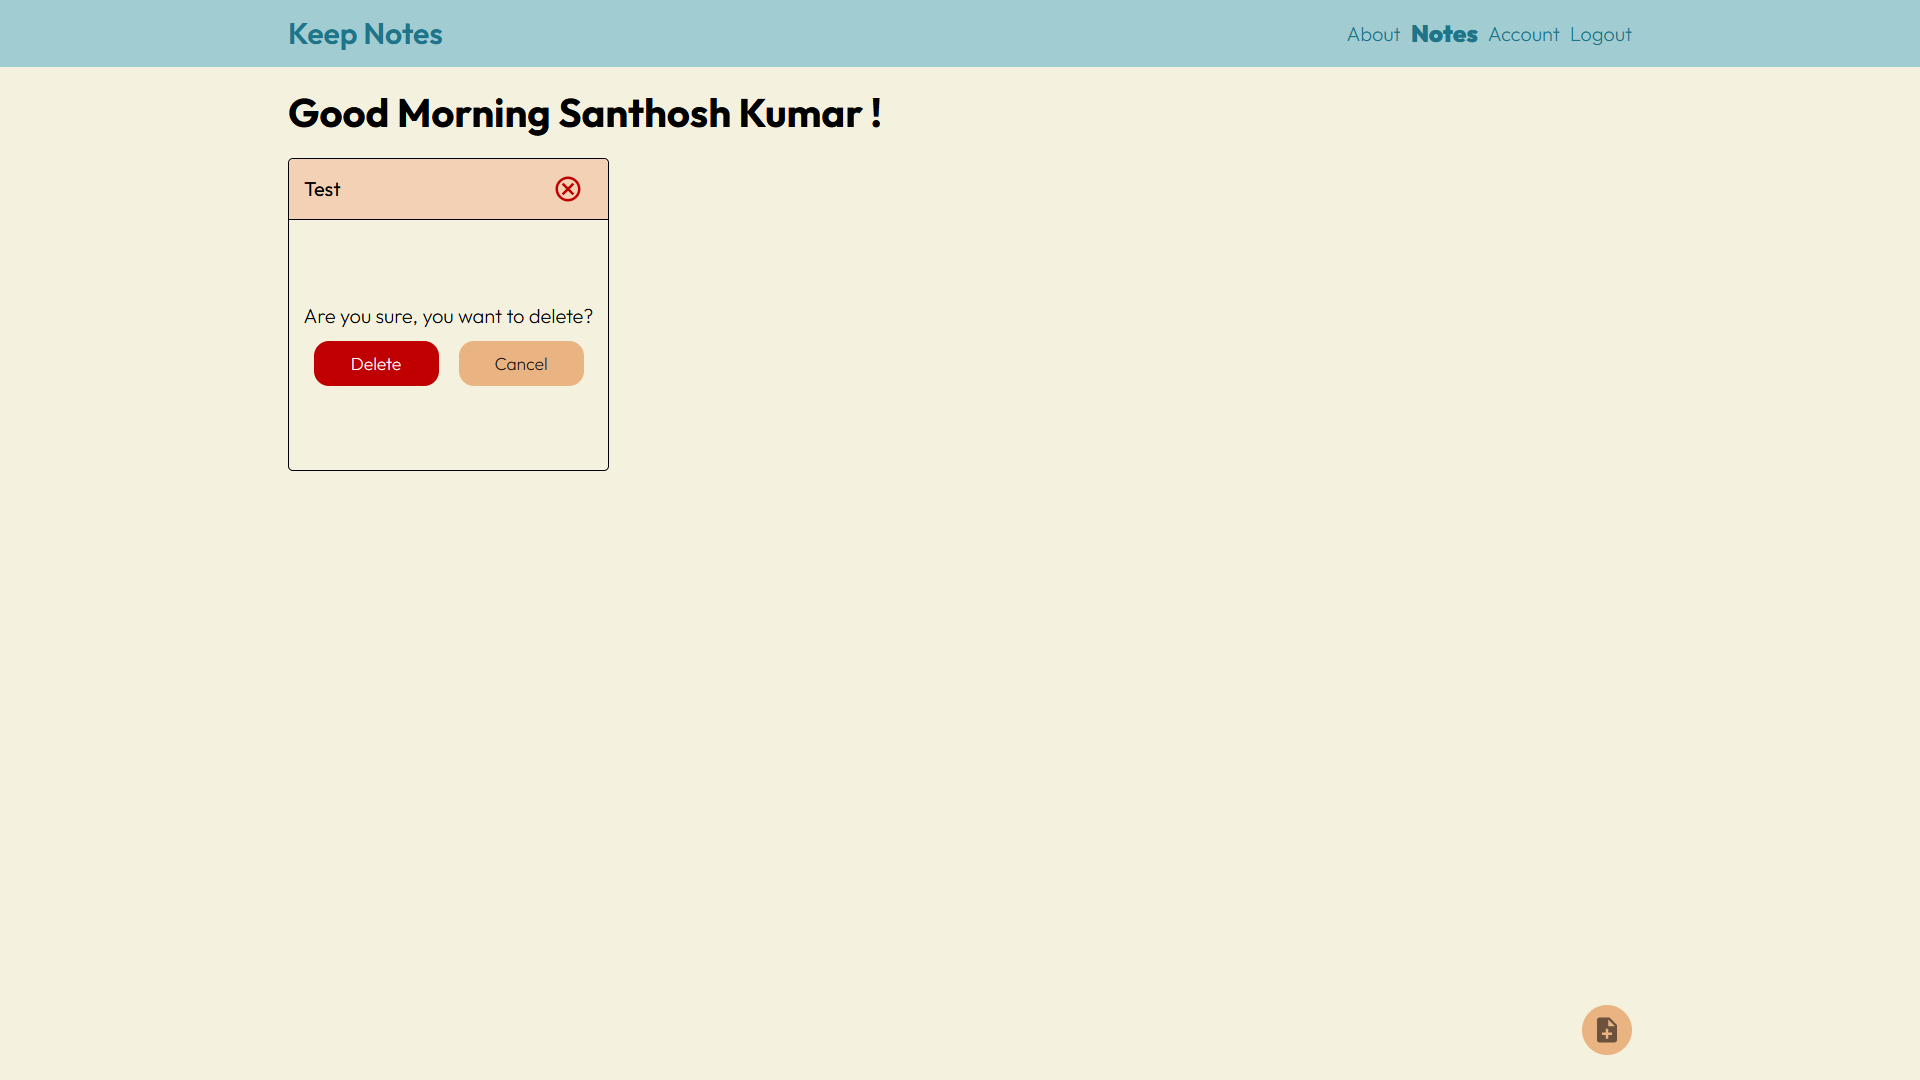 Keep Notes
About Notes Account Logout
Good Morning Santhosh Kumar !
Test
Are you sure, you want to delete?
Delete Cancel